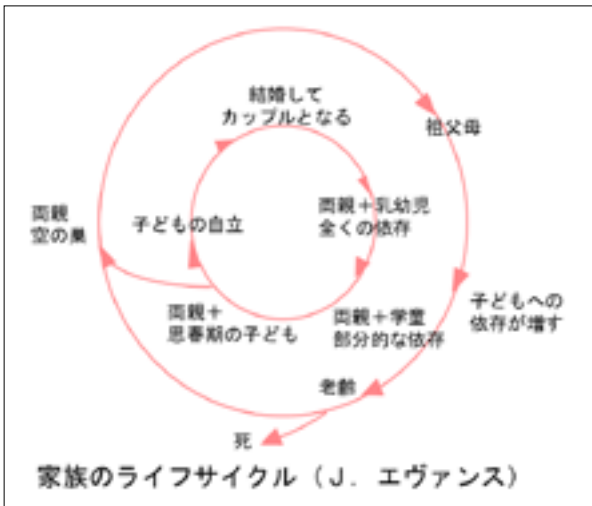 結婚して
カップルとなる
祖父母
両親
空の巣
子どもの自立
両親＋乳幼児
全くの依存
両親＋
思春期の子ども
両親＋学童
部分的な依存
子どもへの
依存が増す
老齢
死
家族のライフサイクル（Ｊ．エヴァンス）